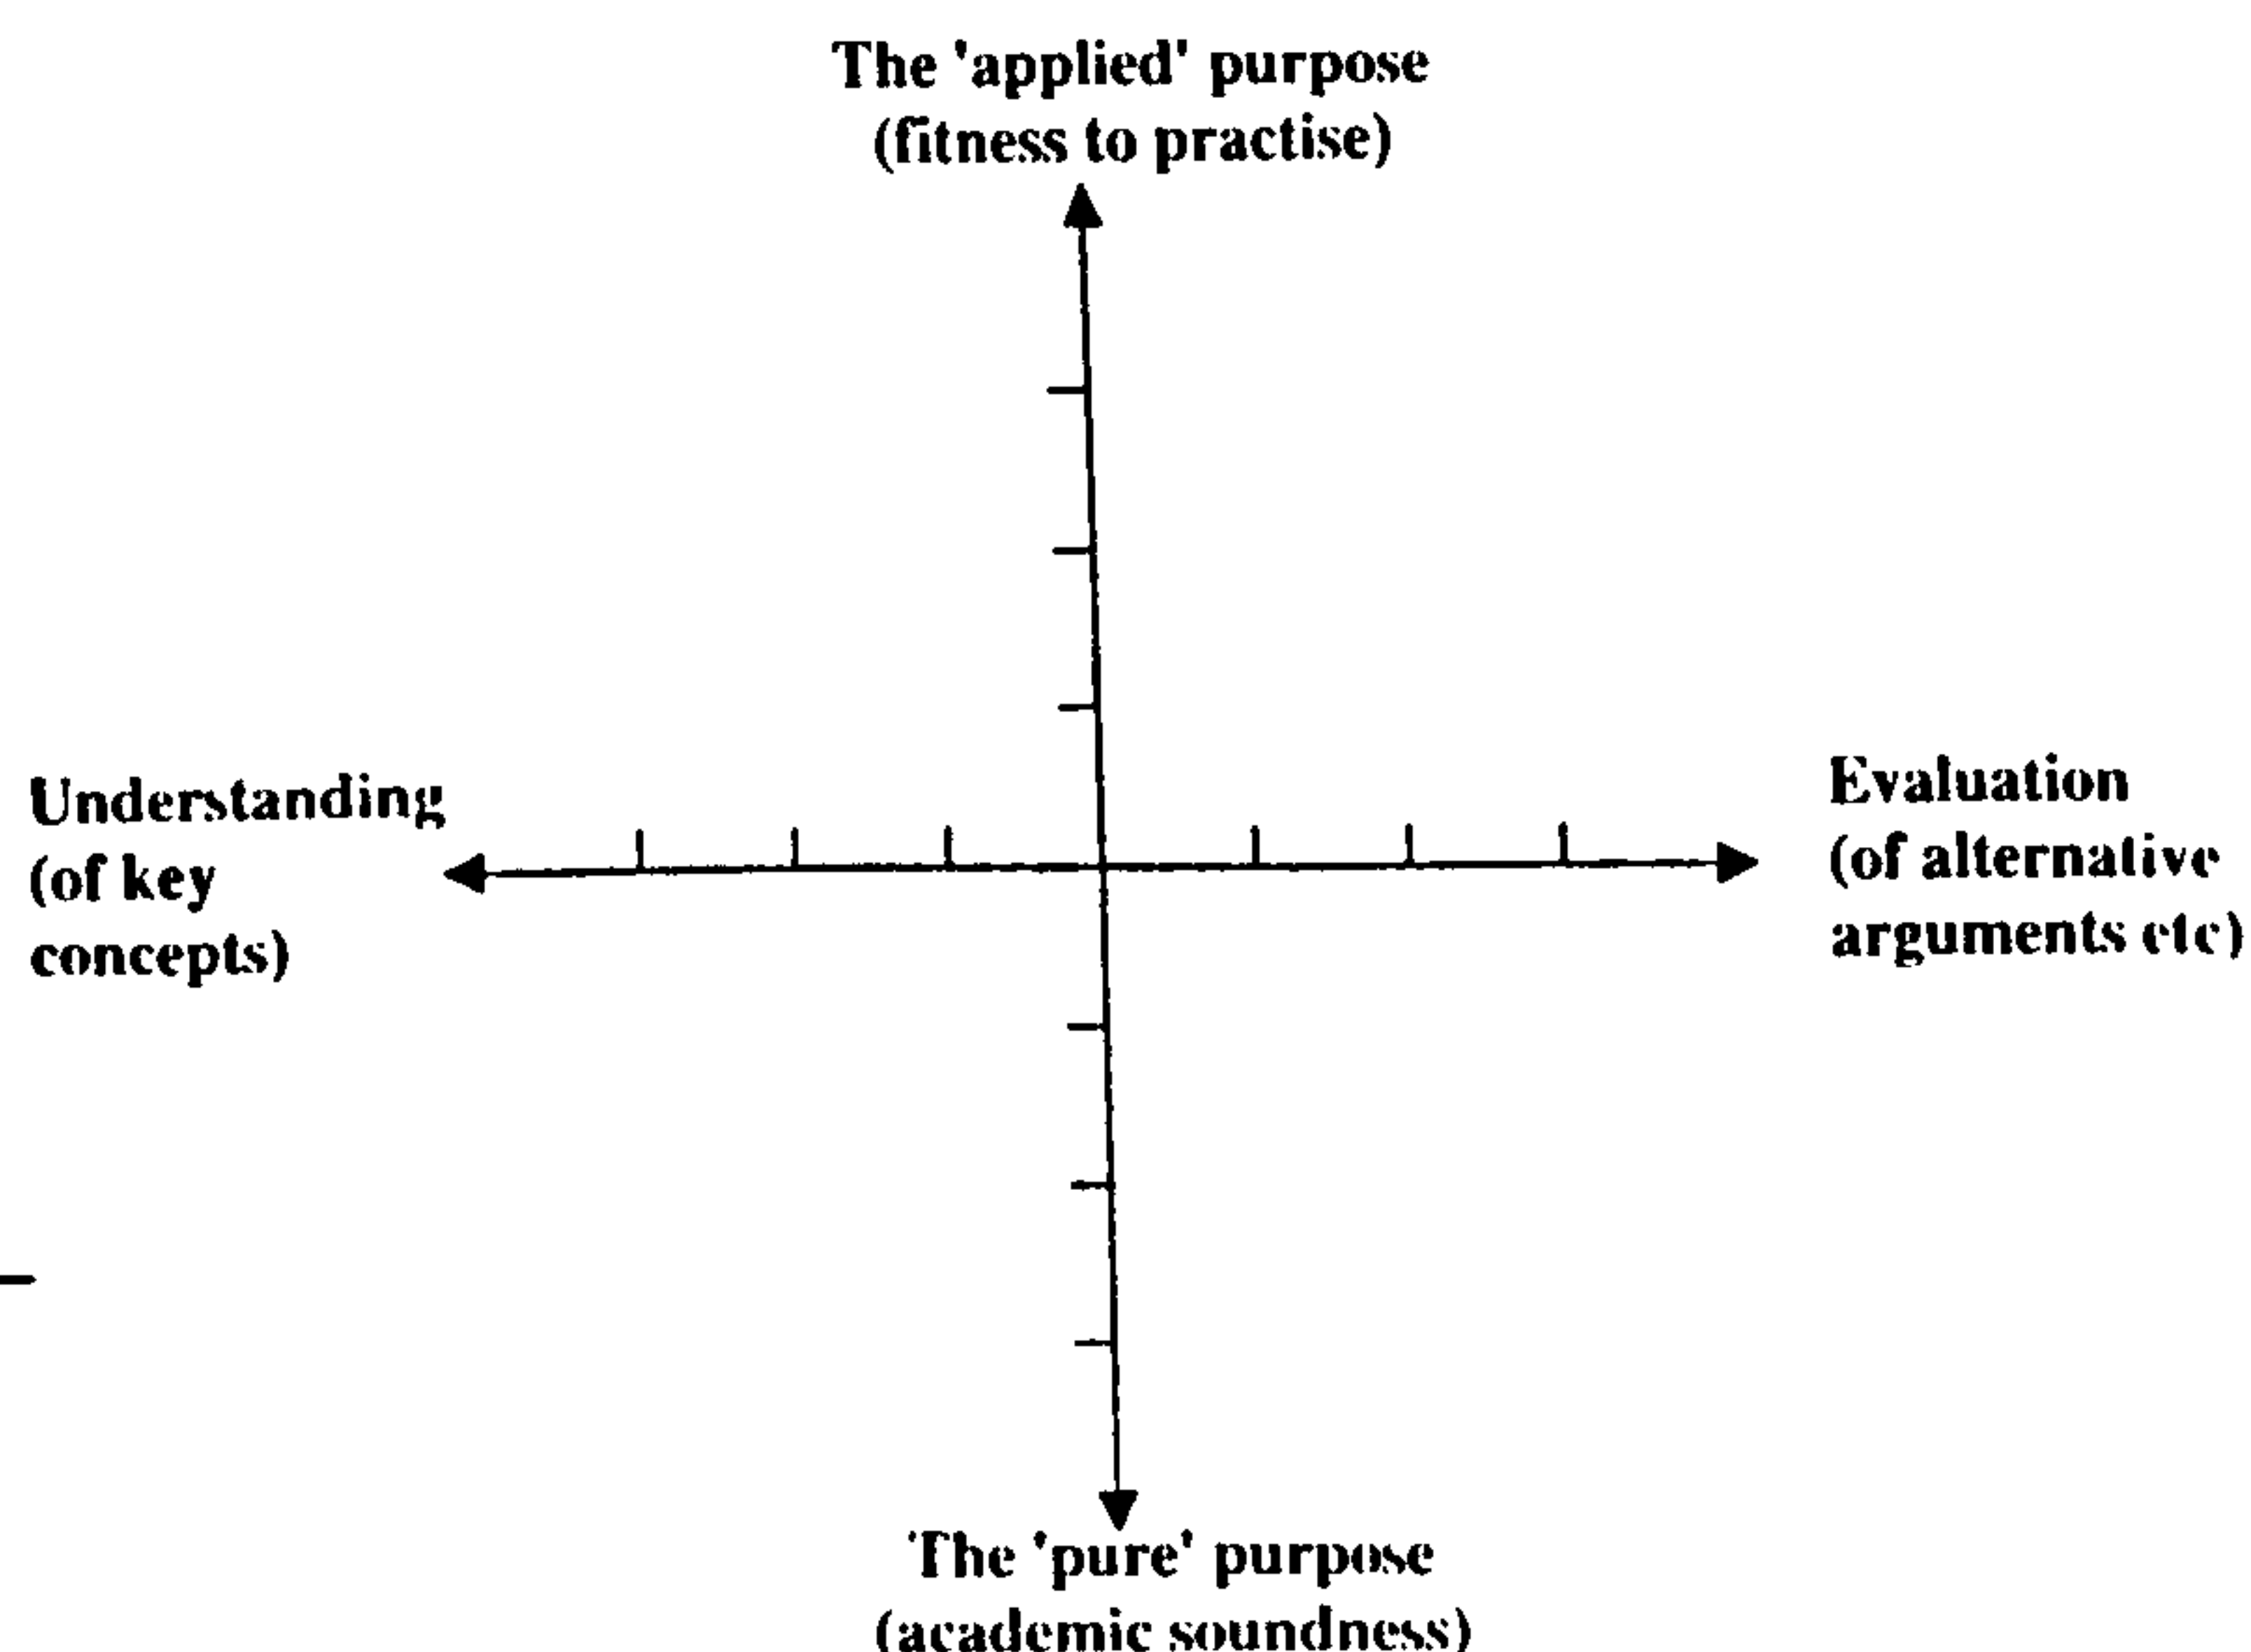 The 'applied' purpose
(fitness to practise)
Understanding
(of key
concepts)
Evaluation
(of alternative
arguments etc)
The 'pure' purpose
(academic soundness)